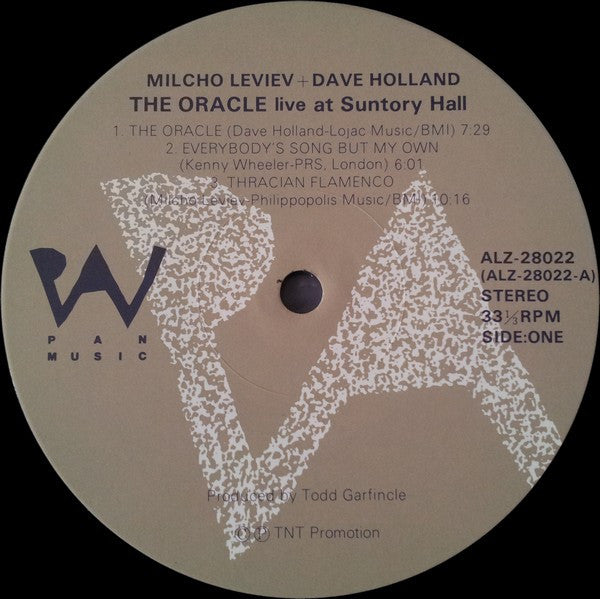 MILCHO LEVIEV + DAVE HOLLAND
THE ORACLE live at Suntory Hall
1. THE ORACLE (Dave Holland-Lojac Music/BMI) 7:29
2. EVERYBODY'S SONG BUT MY OWN
(Kenny Wheeler-PRS, London) 6:01
3. THRACIAN FLAMENCO
(Milcho Leviev-Philippopolis Music/BMI) 10:16
PAN
PAN
MUSIC
ALZ-28022
(ALZ-28022-A)
STEREO
33⅓RPM
SIDE:ONE
Produced by Todd Garfincle
Ⓒ Ⓟ TNT Promotion